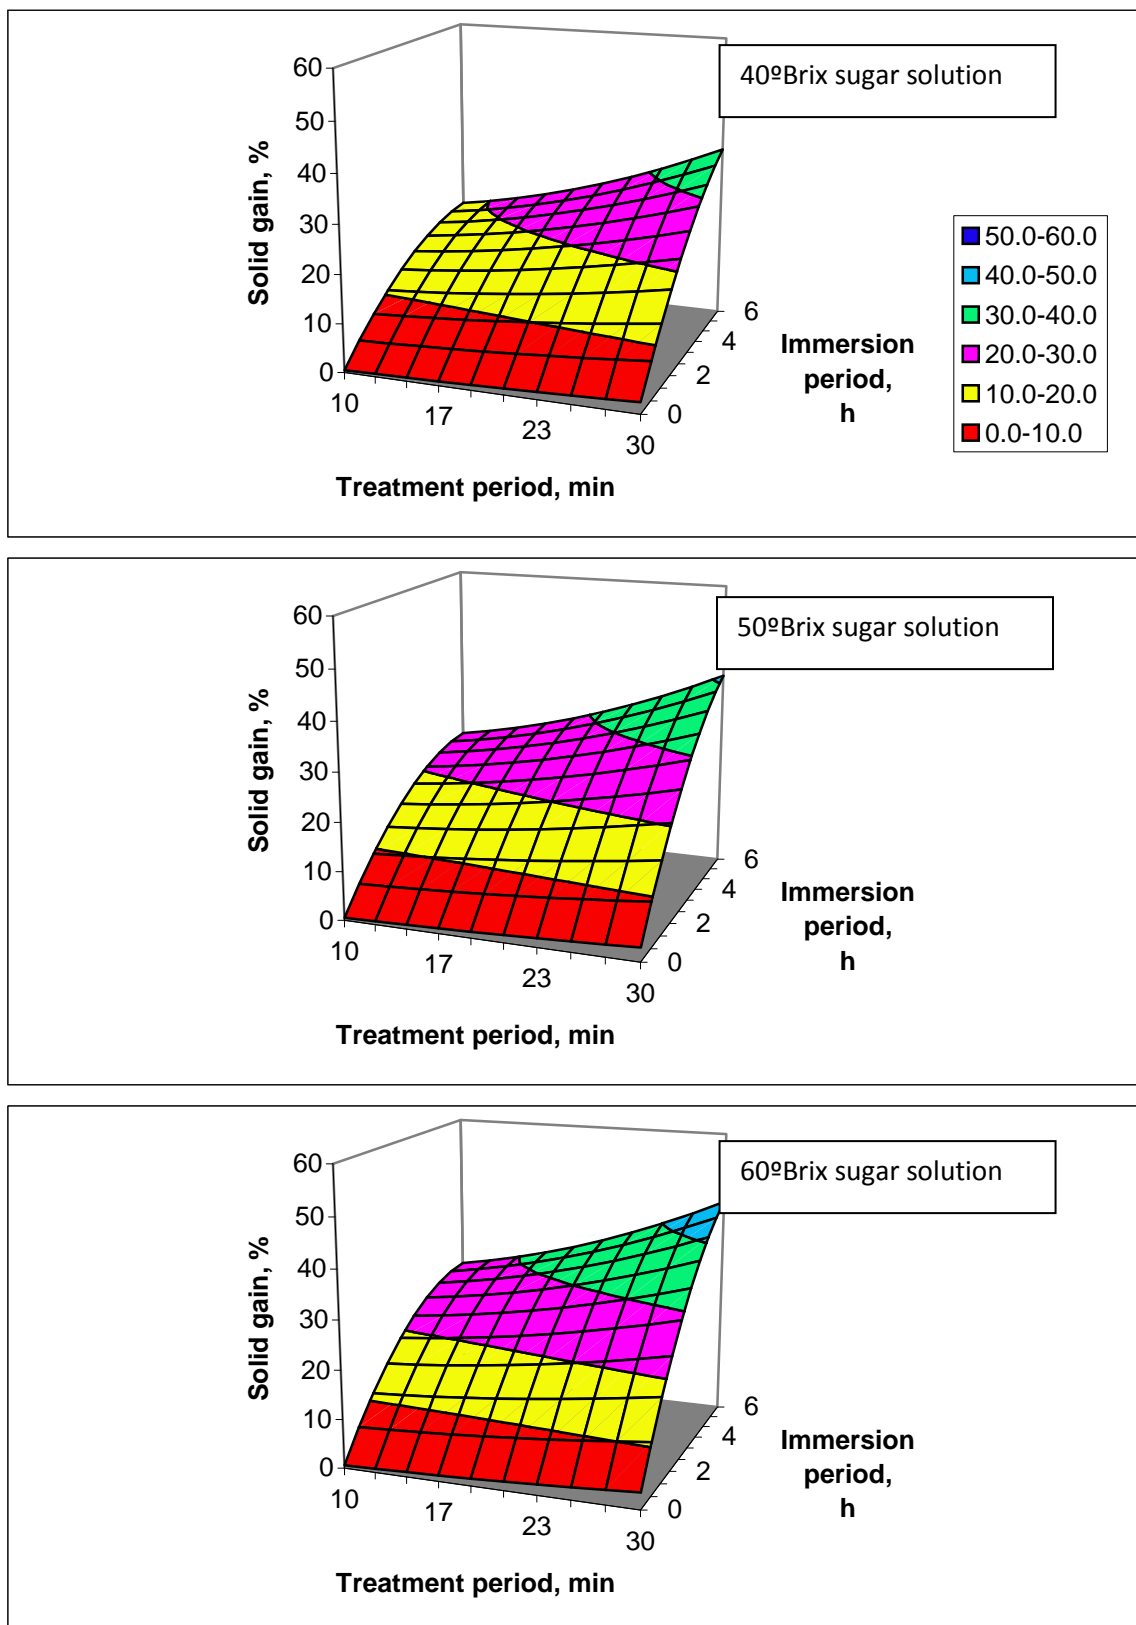 40ºBrix sugar solution
60
50
40
30
20
10
0
Solid gain, %
10
17
23
30
Treatment period, min
0
2
4
6
Immersion
period,
h
50.0-60.0
40.0-50.0
30.0-40.0
20.0-30.0
10.0-20.0
0.0-10.0
50ºBrix sugar solution
60
50
40
30
20
10
0
Solid gain, %
10
17
23
30
Treatment period, min
0
2
4
6
Immersion
period,
h
60ºBrix sugar solution
60
50
40
30
20
10
0
Solid gain, %
10
17
23
30
Treatment period, min
0
2
4
6
Immersion
period,
h